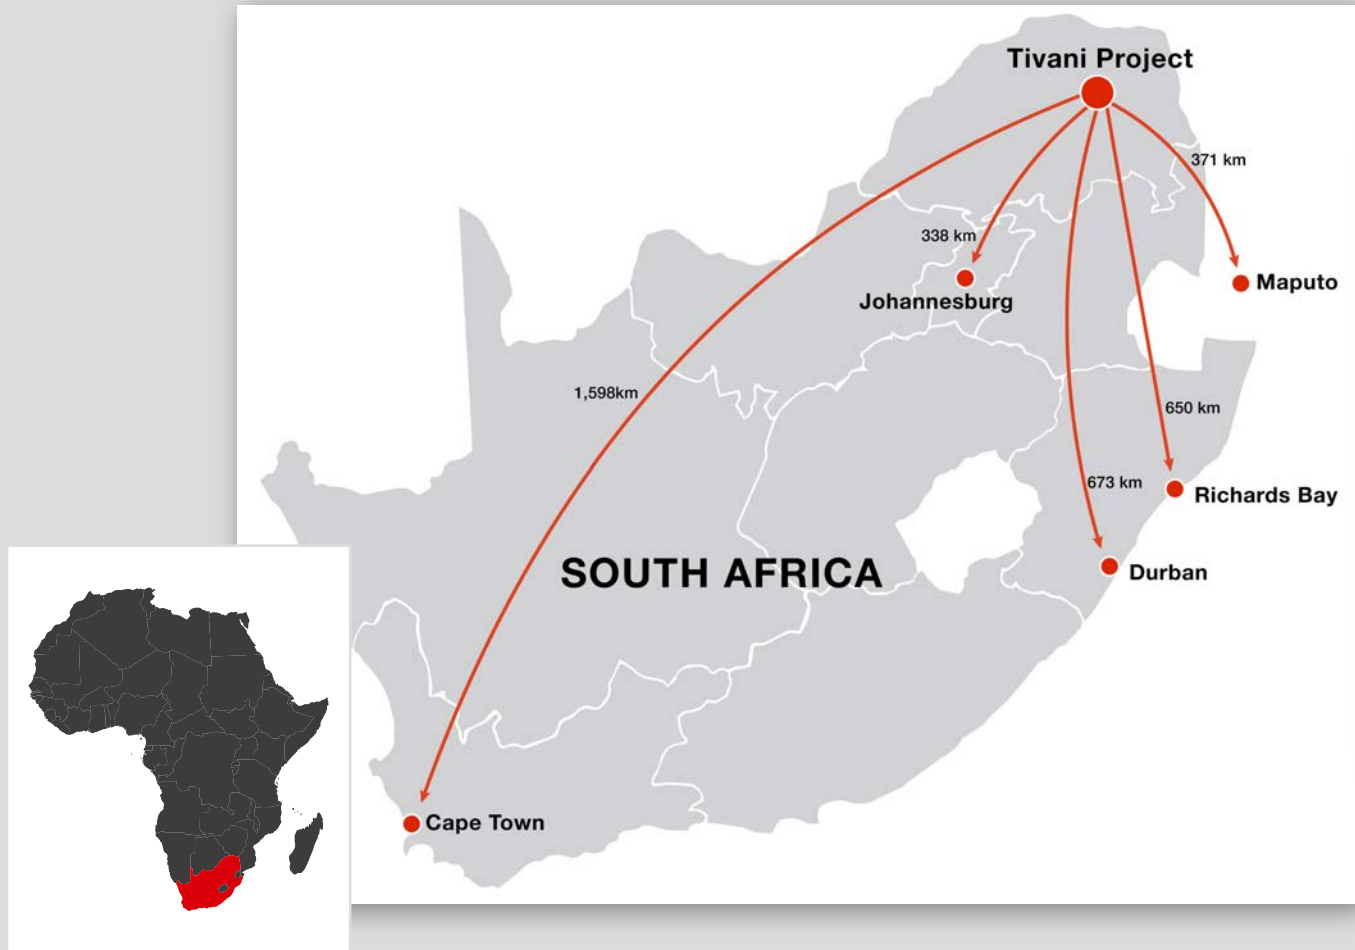 Tivani Project
371 km
338 km
Maputo
Johannesburg
1,598km
650 km
673 km
Richards Bay
SOUTH AFRICA
Durban
Cape Town